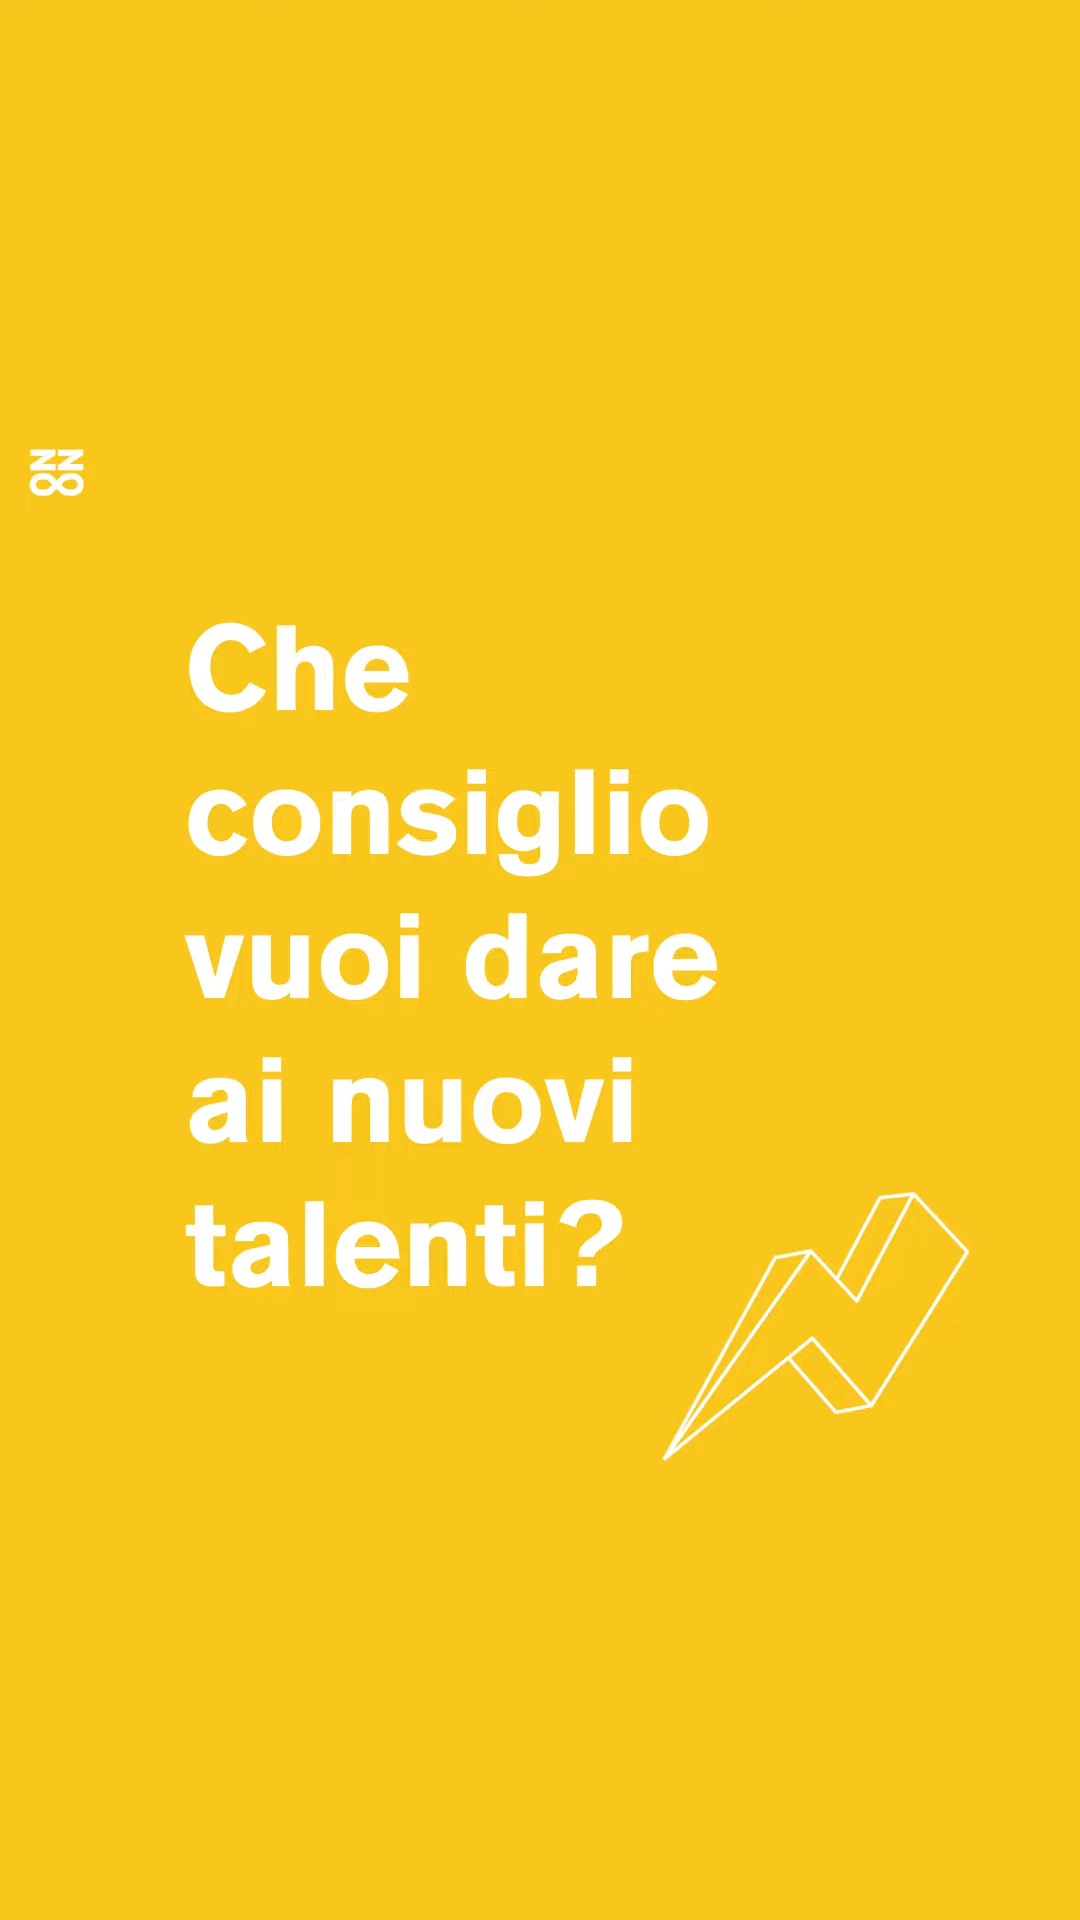 Che
consiglio
vuoi dare
ai nuovi
talenti?